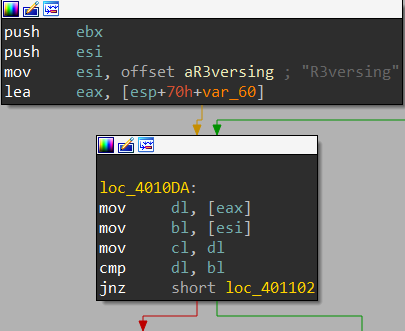 push    ebx
push    esi
mov     esi, offset aR3versing ; "R3versing"
lea     eax, [esp+70h+var_60]
loc_4010DA:
mov     dl, [eax]
mov     bl, [esi]
mov     cl, dl
cmp     dl, bl
jnz     short loc_401102